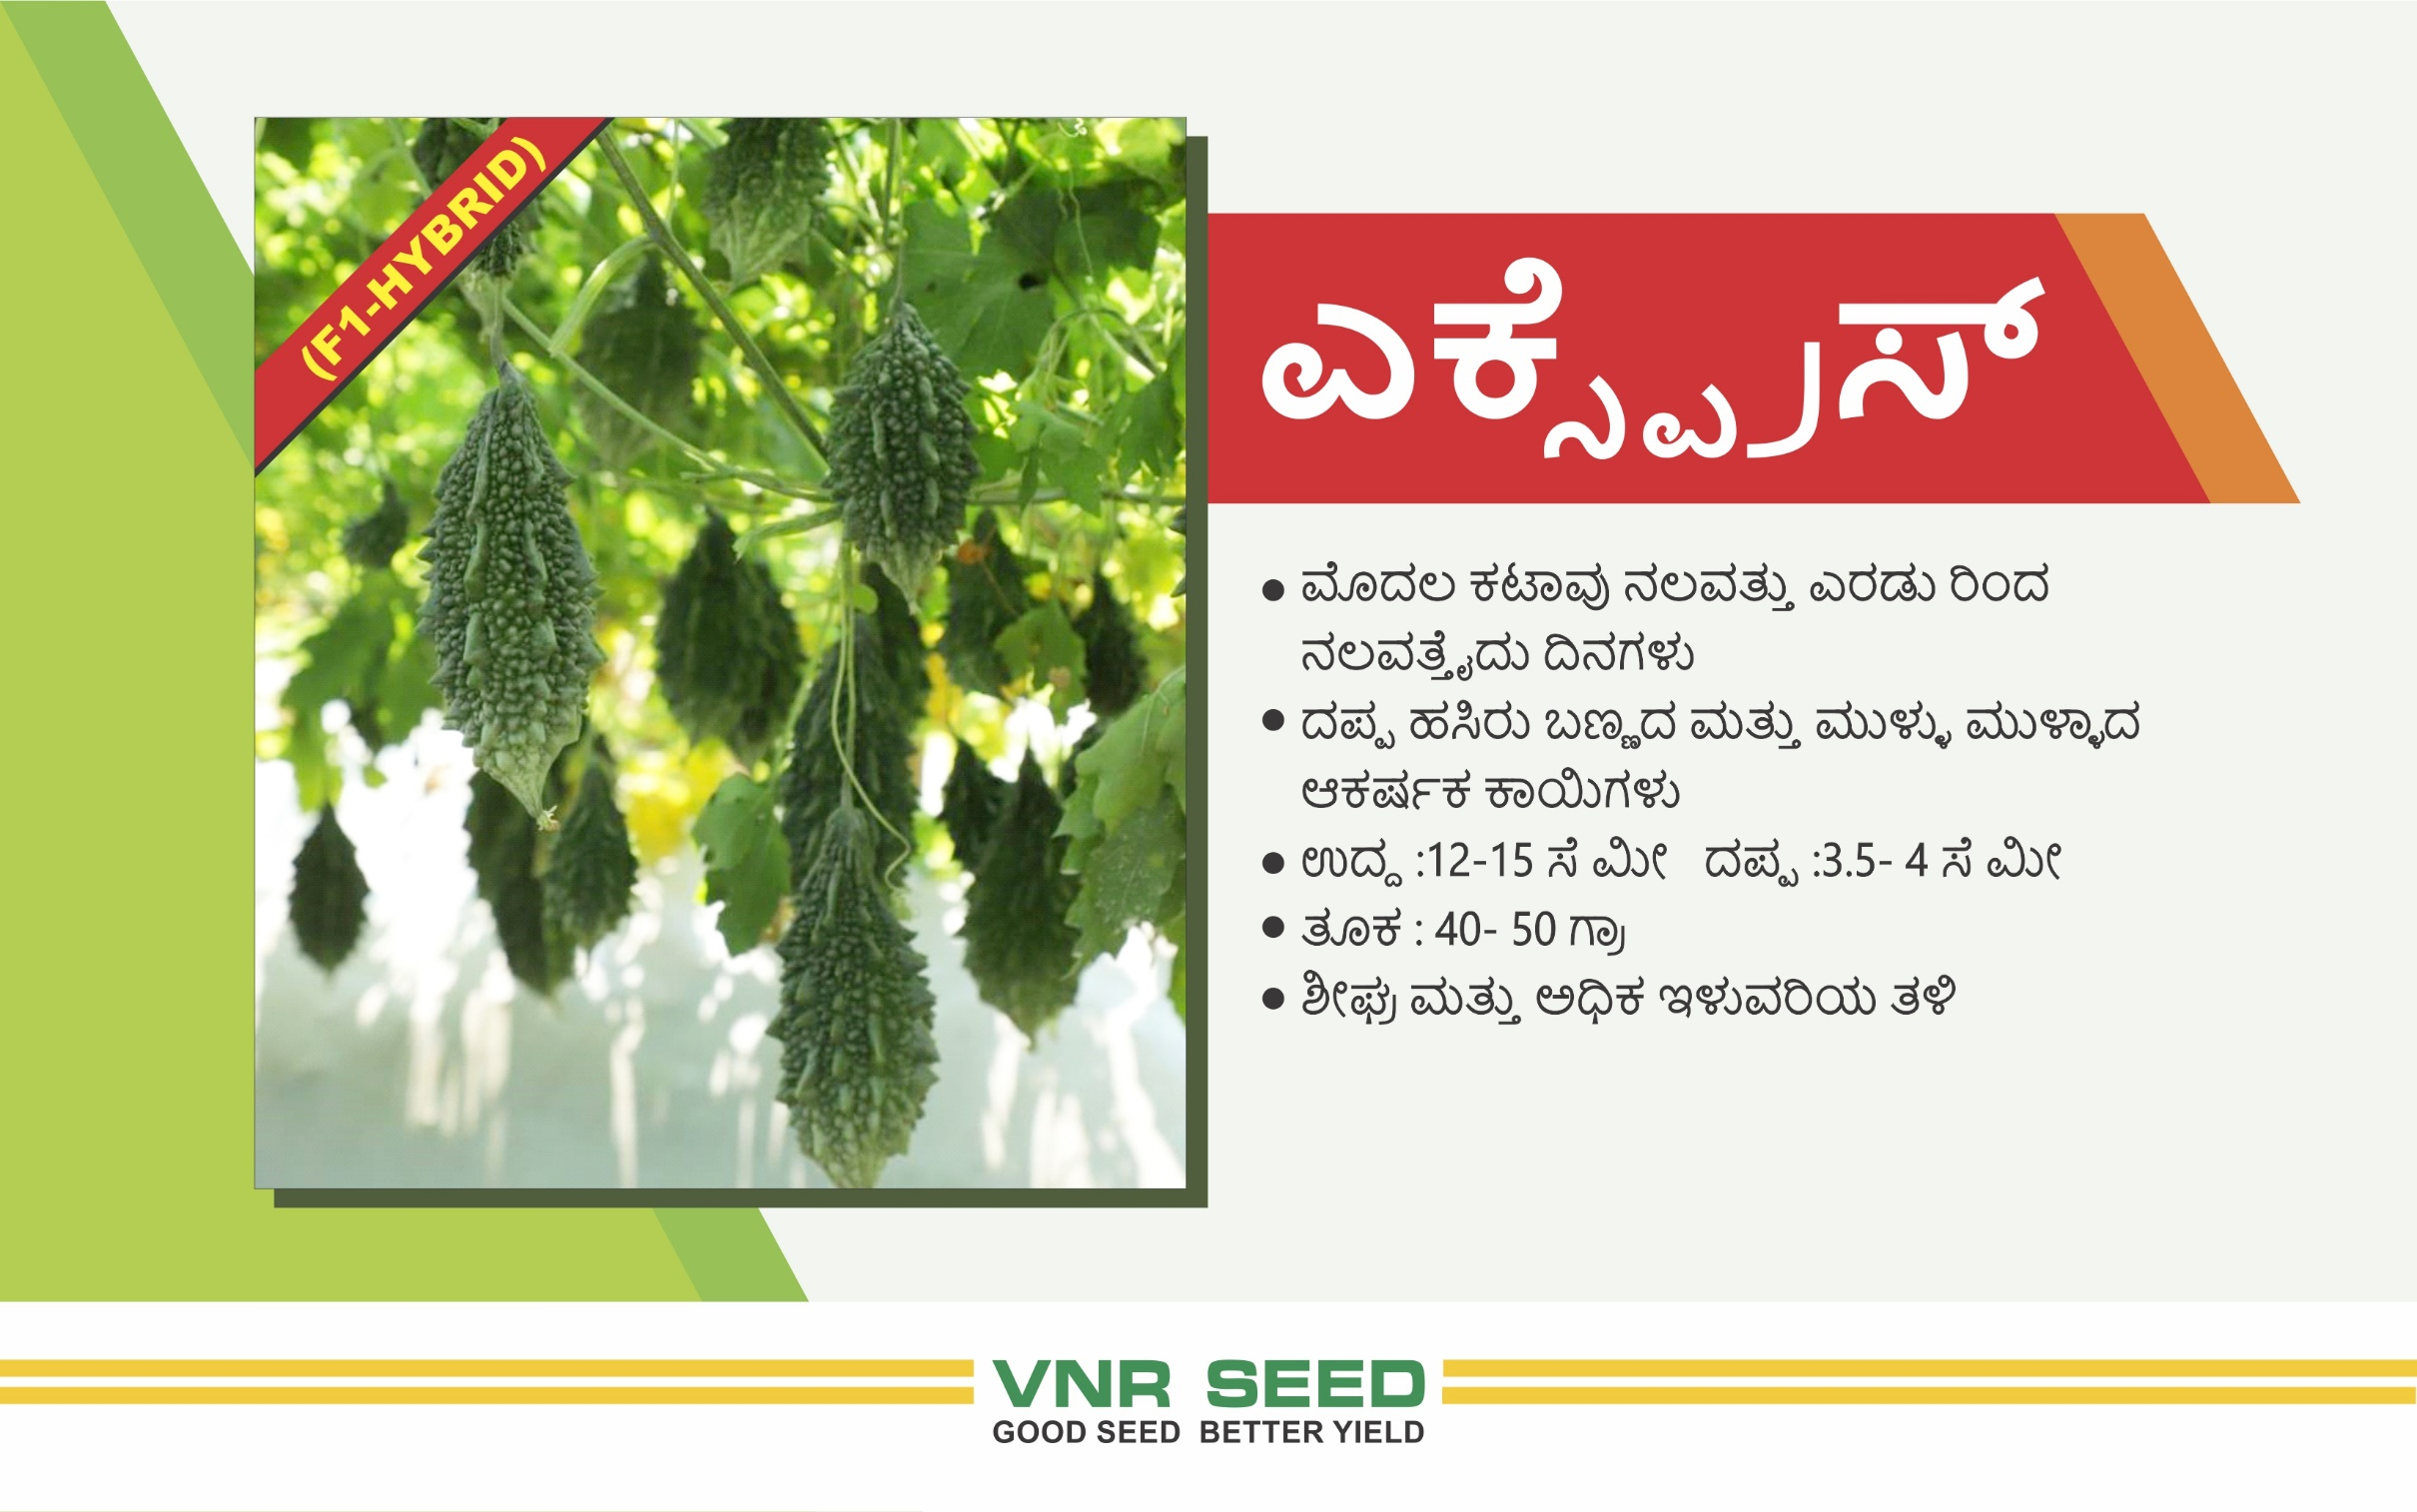 (F1-HYBRID))
ಎಕ್ಸ್ಪ್ರೆಸ್
• ಮೊದಲ ಕಟಾವು ನಲವತ್ತು ಎರಡು ರಿಂದ
ನಲವತ್ತೈದು ದಿನಗಳು
• ದಪ್ಪ ಹಸಿರು ಬಣ್ಣದ ಮತ್ತು ಮುಳ್ಳು ಮುಳ್ಳಾದ
ಆಕರ್ಷಕ ಕಾಯಿಗಳು
• ಉದ್ದ :12-15 ಸೆ ಮೀ ದಪ್ಪ :3.5- 4 ಸೆ ಮೀ
• ತೂಕ : 40- 50 ಗ್ರಾ
• ಶೀಘ್ರ ಮತ್ತು ಅಧಿಕ ಇಳುವರಿಯ ತಳಿ
VNR SEED
GOOD SEED BETTER YIELD